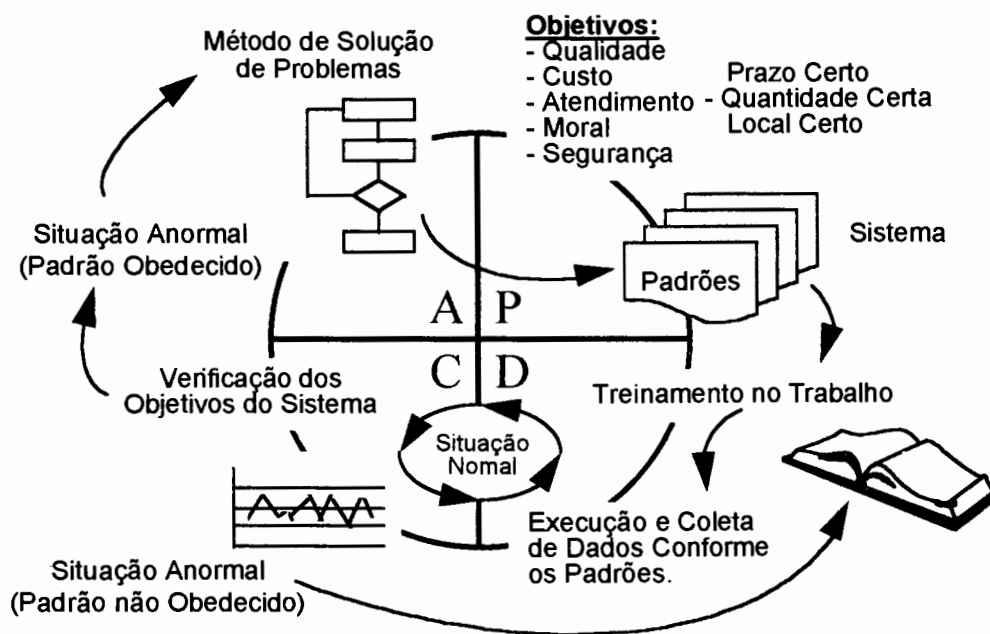 Método de Solução
de Problemas
Objetivos:
- Qualidade
- Custo
- Atendimento
- Moral
- Segurança
Prazo Certo
- Quantidade Certa
Local Certo
Situação Anormal
(Padrão Obedecido)
Padrões
Sistema
A P
C D
Verificação dos
Objetivos do Sistema
Treinamento no Trabalho
Situação
Nomal
Execução e Coleta
de Dados Conforme
os Padrões.
Situação Anormal
(Padrão não Obedecido)